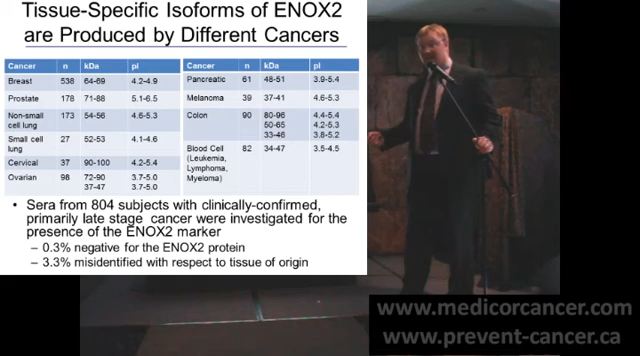 Tissue-Specific Isoforms of ENOX2
are Produced by Different Cancers
Cancer n kDa pI
Breast 538 64-69 4.2-4.9
Prostate 178 71-88 5.1-6.5
Non-small cell lung 173 54-56 4.6-5.3
Small cell lung 27 52-53 4.1-4.6
Cervical 37 90-100 4.2-5.4
Ovarian 98 72-90 3.7-5.0
37-47 3.7-5.0
Cancer n kDa pI
Pancreatic 61 48-51 3.9-5.4
Melanoma 39 37-41 4.6-5.3
Colon 90 80-96 4.4-5.4
50-65 4.2-5.3
33-46 3.8-5.2
Blood Cell (Leukemia, Lymphoma, Myeloma) 82 34-47 3.5-4.5
• Sera from 804 subjects with clinically-confirmed,
primarily late stage cancer were investigated for the
presence of the ENOX2 marker
– 0.3% negative for the ENOX2 protein
– 3.3% misidentified with respect to tissue of origin
www.medicorcancer.com
www.prevent-cancer.ca